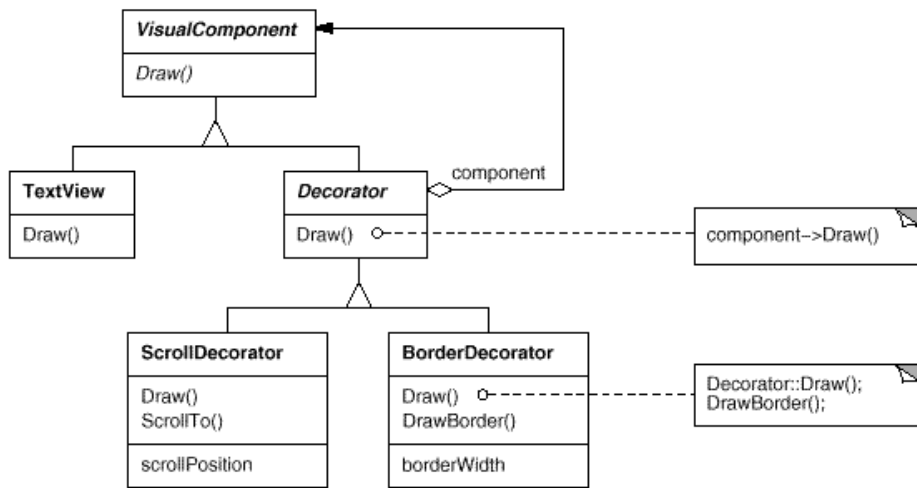 VisualComponent
Draw()
TextView
Draw()
Decorator
Draw()
component
component->Draw()
ScrollDecorator
Draw()
ScrollTo()
scrollPosition
BorderDecorator
Draw()
DrawBorder()
borderWidth
Decorator::Draw();
DrawBorder();